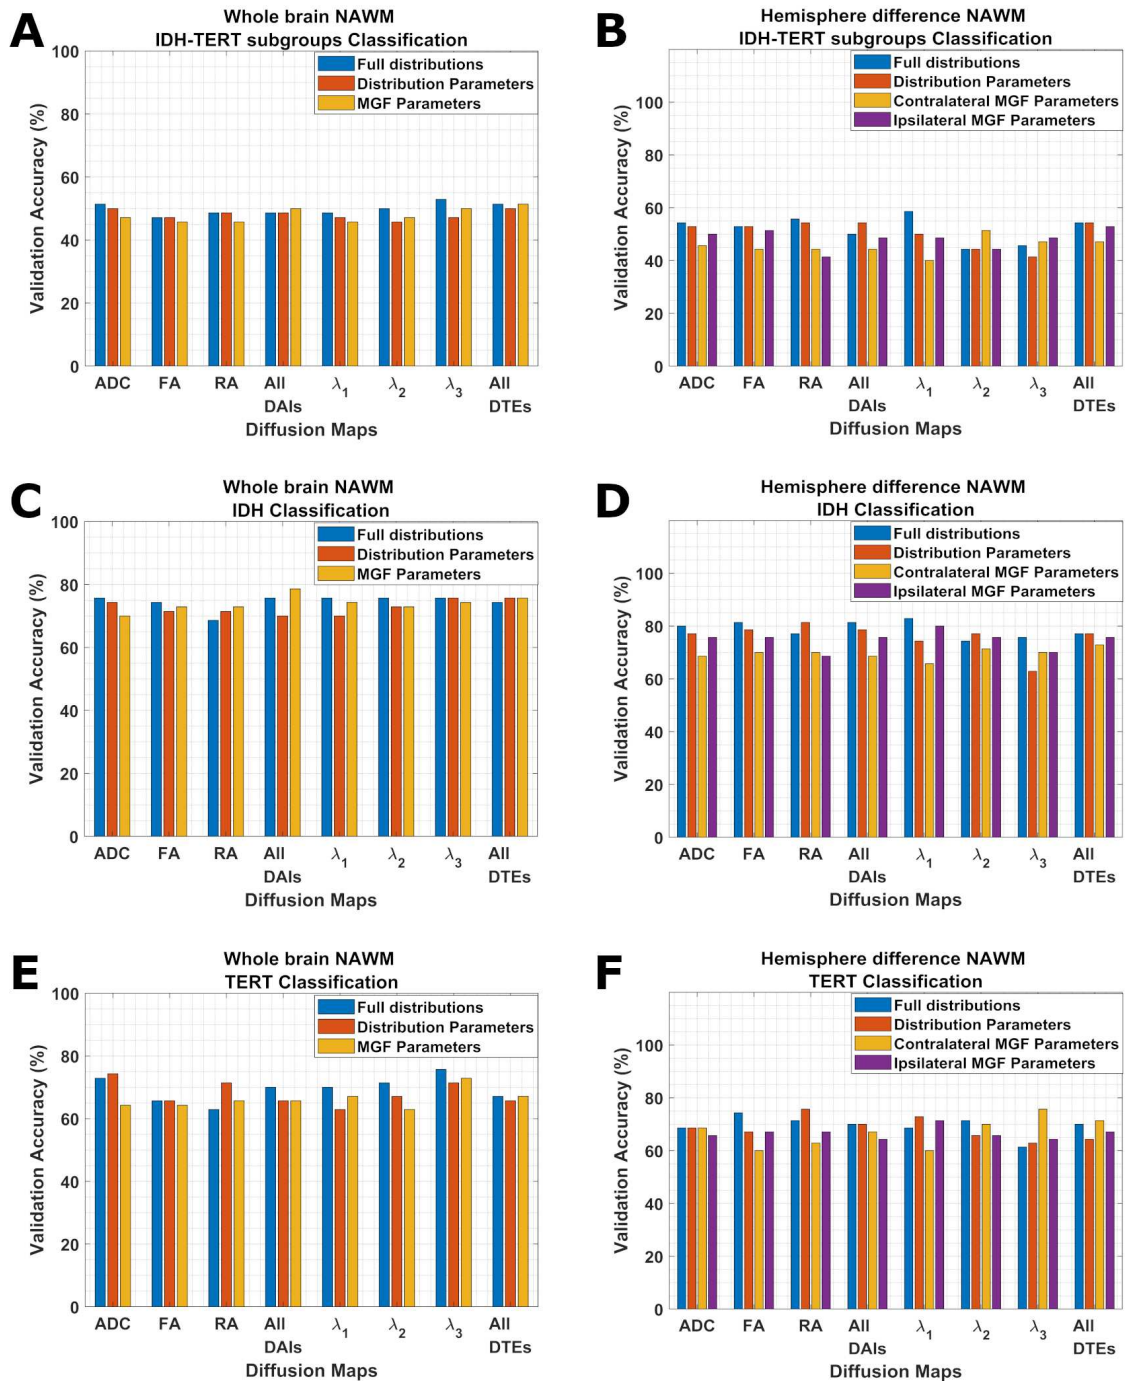 A
Whole brain NAWM
IDH-TERT subgroups Classification
Full distributions
Distribution Parameters
MGF Parameters
Validation Accuracy (%)
100
80
60
40
20
0
ADC FA RA All DAIs λ1 λ2 λ3 All DTEs
Diffusion Maps
B
Hemisphere difference NAWM
IDH-TERT subgroups Classification
Full distributions
Distribution Parameters
Contralateral MGF Parameters
Ipsilateral MGF Parameters
Validation Accuracy (%)
100
80
60
40
20
0
ADC FA RA All DAIs λ1 λ2 λ3 All DTEs
Diffusion Maps
C
Whole brain NAWM
IDH Classification
Full distributions
Distribution Parameters
MGF Parameters
Validation Accuracy (%)
100
80
60
40
20
0
ADC FA RA All DAIs λ1 λ2 λ3 All DTEs
Diffusion Maps
D
Hemisphere difference NAWM
IDH Classification
Full distributions
Distribution Parameters
Contralateral MGF Parameters
Ipsilateral MGF Parameters
Validation Accuracy (%)
100
80
60
40
20
0
ADC FA RA All DAIs λ1 λ2 λ3 All DTEs
Diffusion Maps
E
Whole brain NAWM
TERT Classification
Full distributions
Distribution Parameters
MGF Parameters
Validation Accuracy (%)
100
80
60
40
20
0
ADC FA RA All DAIs λ1 λ2 λ3 All DTEs
Diffusion Maps
F
Hemisphere difference NAWM
TERT Classification
Full distributions
Distribution Parameters
Contralateral MGF Parameters
Ipsilateral MGF Parameters
Validation Accuracy (%)
100
80
60
40
20
0
ADC FA RA All DAIs λ1 λ2 λ3 All DTEs
Diffusion Maps